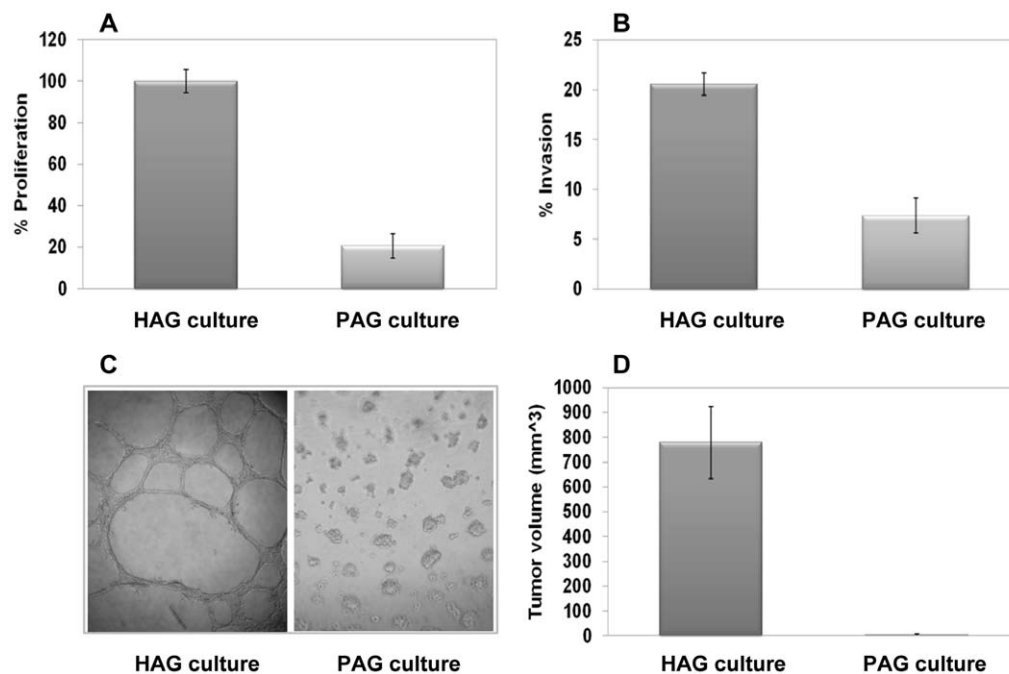 A
% Proliferation
120
100
80
60
40
20
0
HAG culture PAG culture
B
% Invasion
25
20
15
10
5
0
HAG culture PAG culture
C
HAG culture PAG culture
D
Tumor volume (mm^3)
1000
900
800
700
600
500
400
300
200
100
0
HAG culture PAG culture